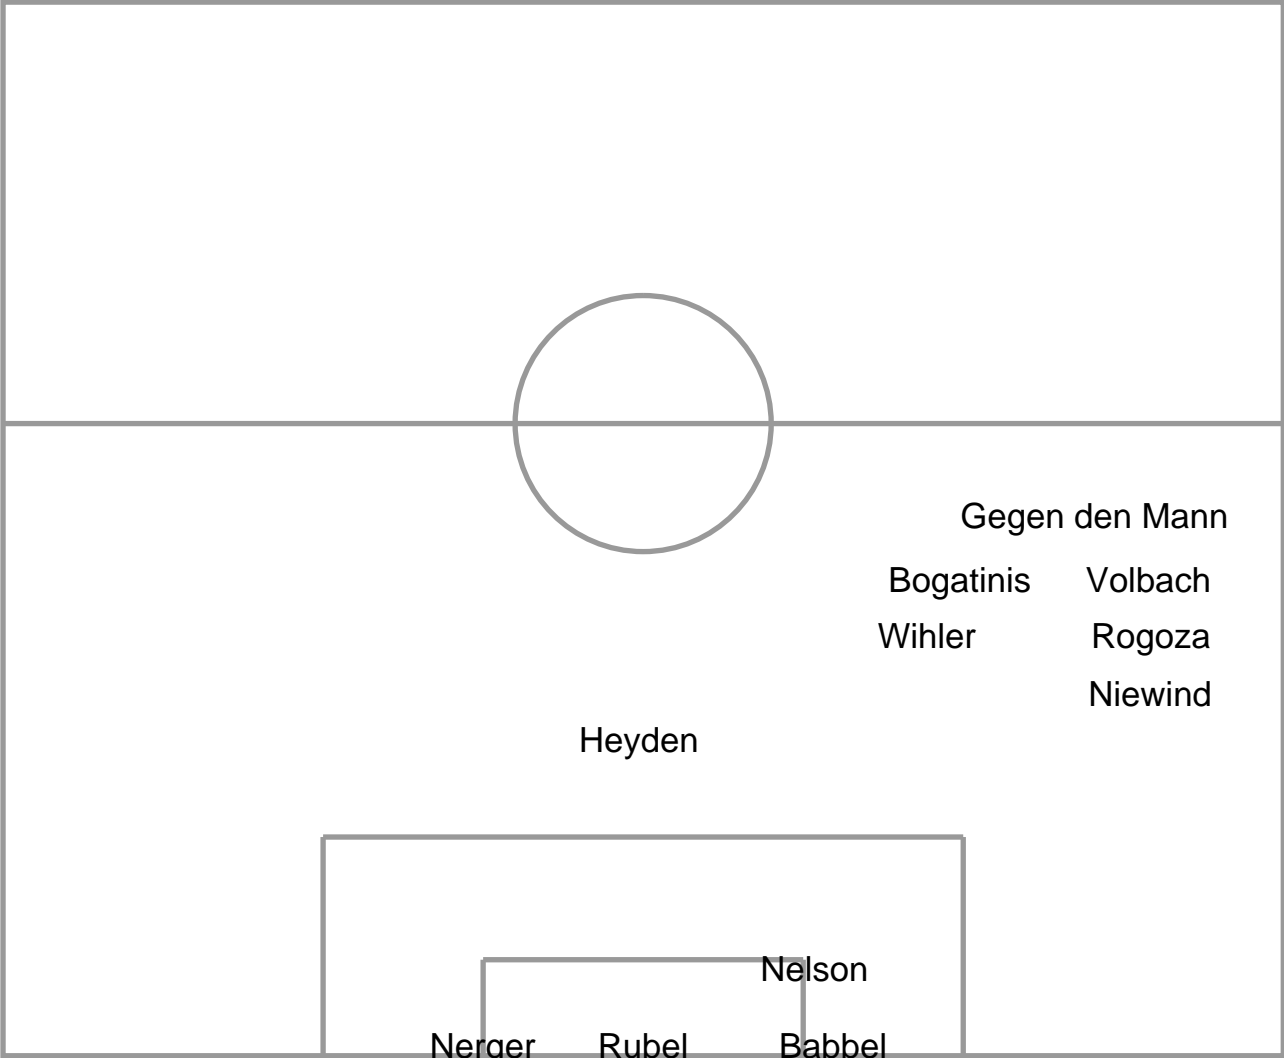 Gegen den Mann
Bogatinis Volbach
Wihler Rogoza
Niewind
Heyden
Nelson
Nerger Rubel Babbel